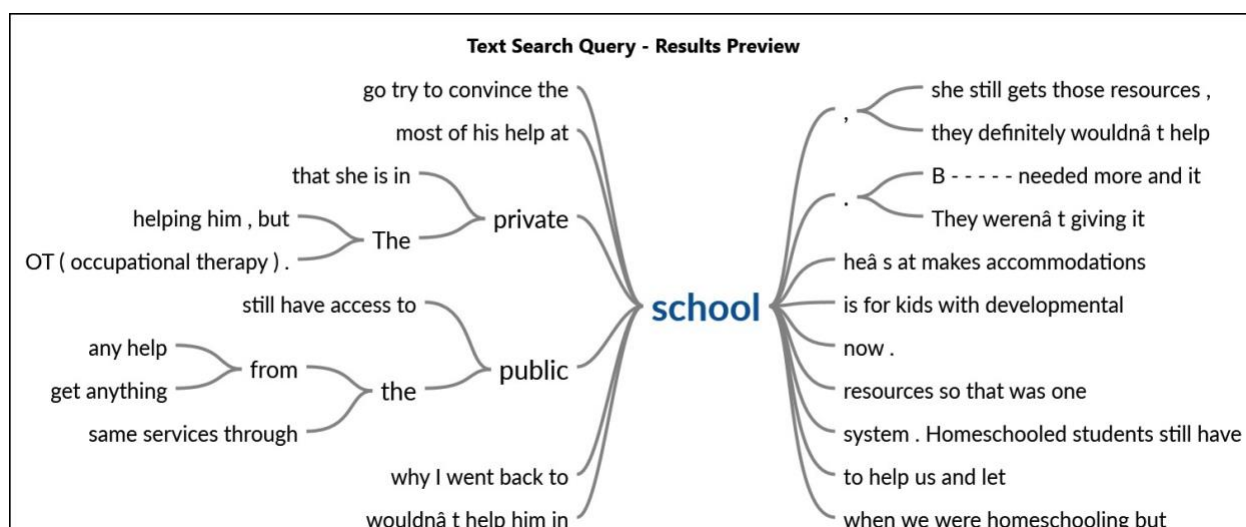 Text Search Query - Results Preview
go try to convince the
most of his help at
that she is in
private
helping him , but
The
OT ( occupational therapy ) .
still have access to
public
any help
from
get anything
the
same services through
why I went back to
wouldnâ t help him in
school
,
she still gets those resources ,
they definitely wouldnâ t help
.
B - - - - - needed more and it
They werenâ t giving it
heâ s at makes accommodations
is for kids with developmental
now .
resources so that was one
system . Homeschooled students still have
to help us and let
when we were homeschooling but